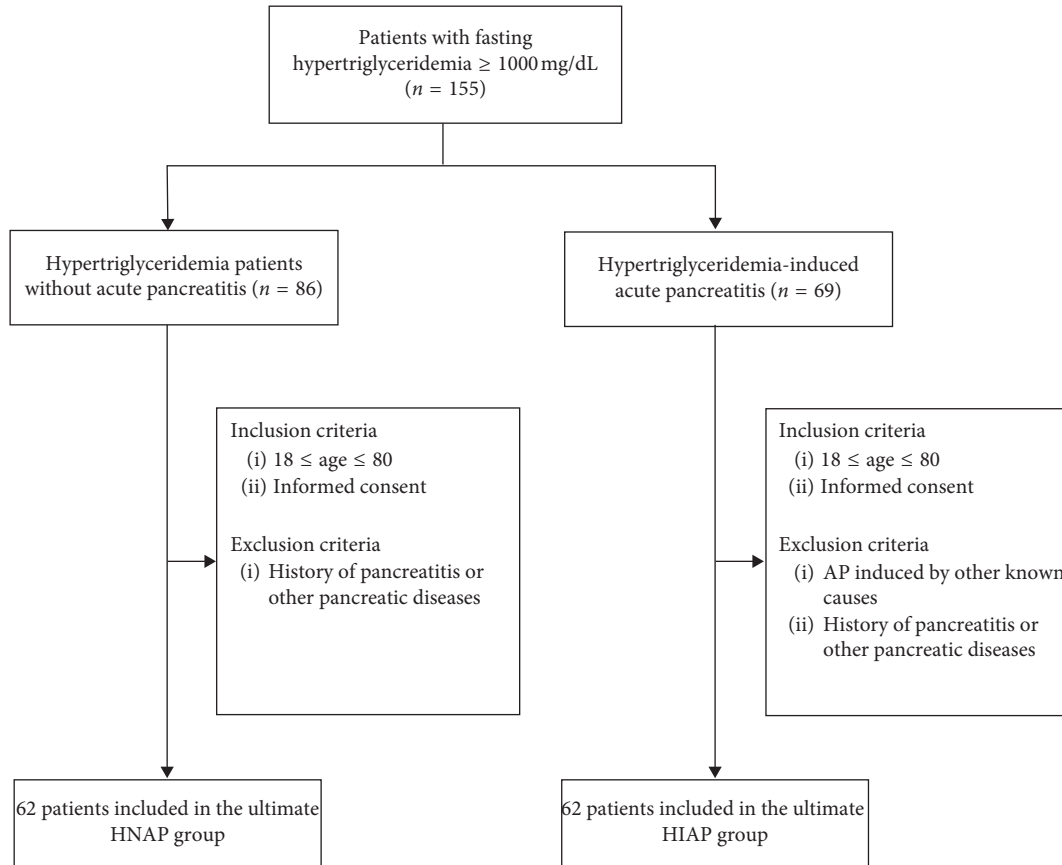 Patients with fasting
hypertriglyceridemia ≥ 1000 mg/dL
(n = 155)
Hypertriglyceridemia patients
without acute pancreatitis (n = 86)
Hypertriglyceridemia-induced
acute pancreatitis (n = 69)
Inclusion criteria
(i) 18 ≤ age ≤ 80
(ii) Informed consent
Exclusion criteria
(i) History of pancreatitis or
other pancreatic diseases
Inclusion criteria
(i) 18 ≤ age ≤ 80
(ii) Informed consent
Exclusion criteria
(i) AP induced by other known
causes
(ii) History of pancreatitis or
other pancreatic diseases
62 patients included in the ultimate
HNAP group
62 patients included in the ultimate
HIAP group